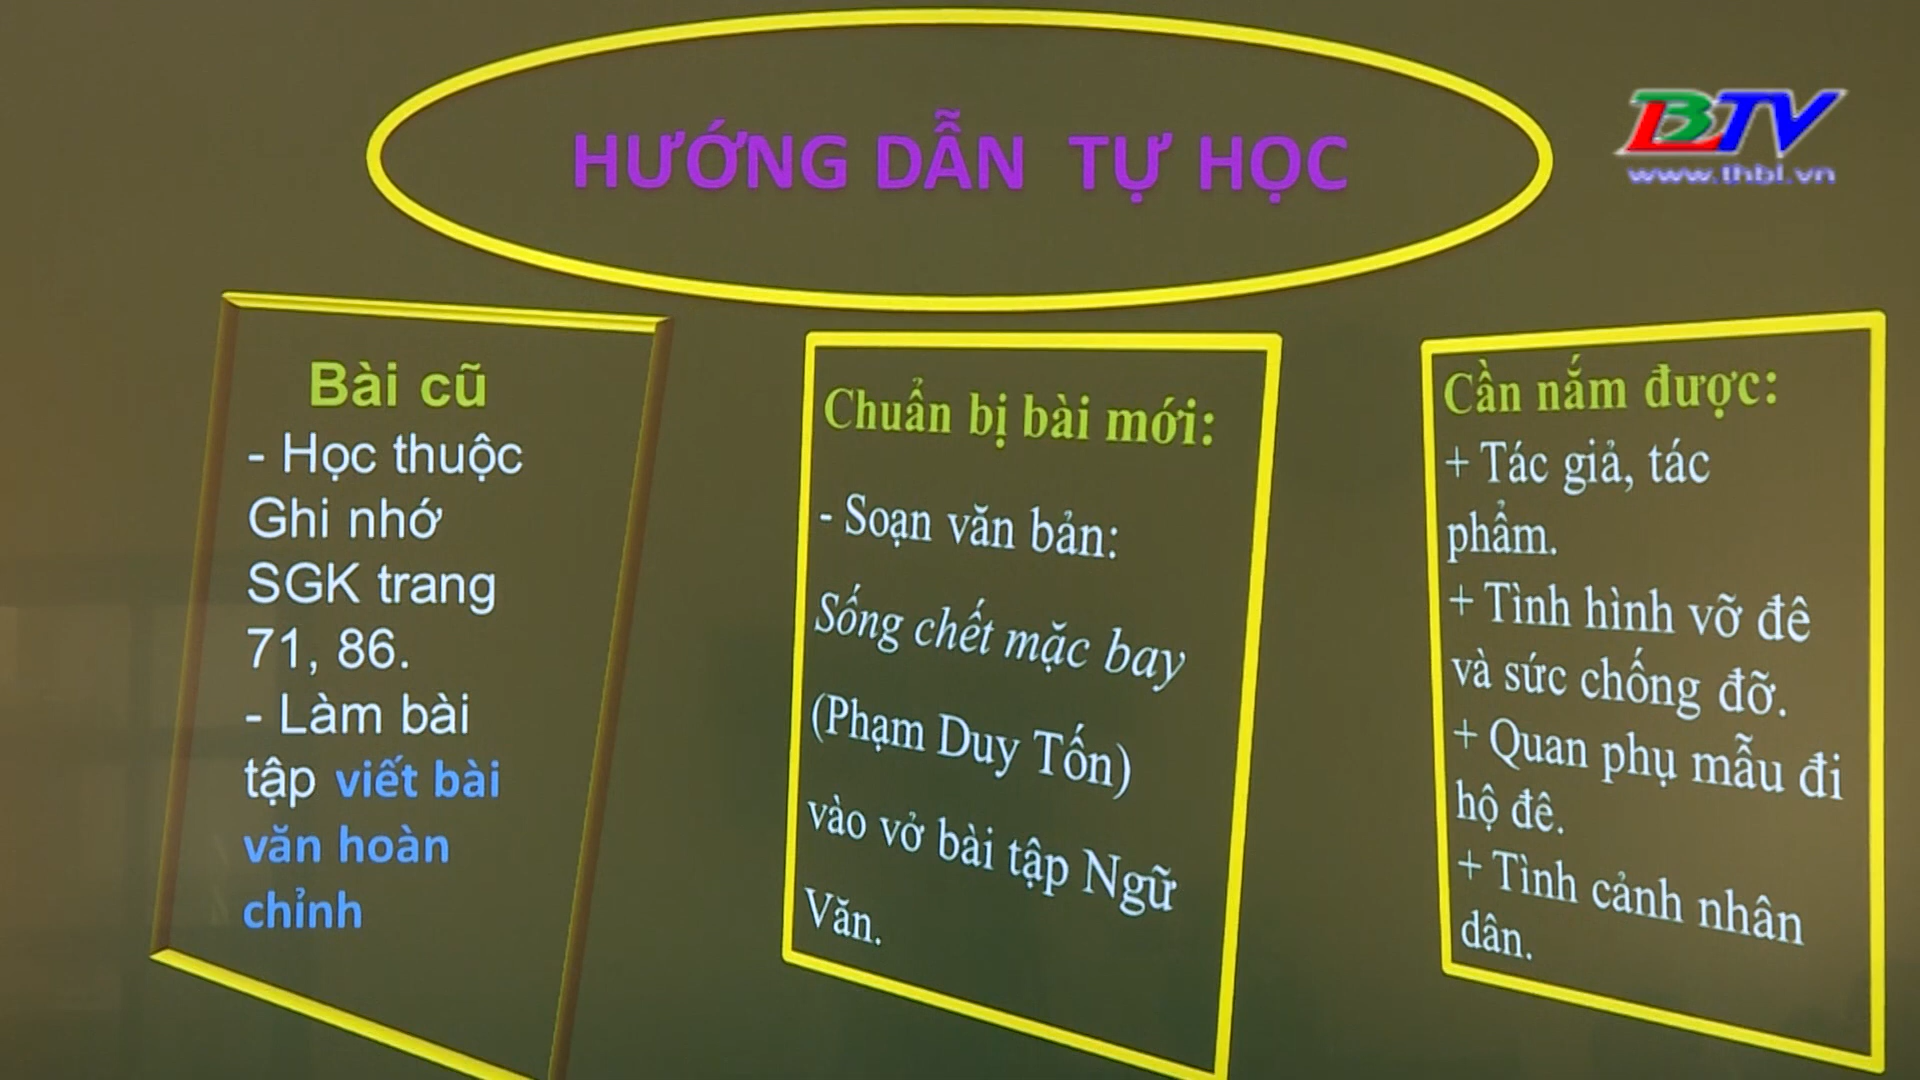 HƯỚNG DẪN TỰ HỌC
BTV
www.thbl.vn
Bài cũ
- Học thuộc
Ghi nhớ
SGK trang
71, 86.
- Làm bài
tập viết bài
văn hoàn
chỉnh
Chuẩn bị bài mới:
- Soạn văn bản:
Sống chết mặc bay
(Phạm Duy Tốn)
vào vở bài tập Ngữ
Văn.
Cần nắm được:
+ Tác giả, tác
phẩm.
+ Tình hình vỡ đê
và sức chống đỡ.
+ Quan phụ mẫu đi
hộ đê.
+ Tình cảnh nhân
dân.